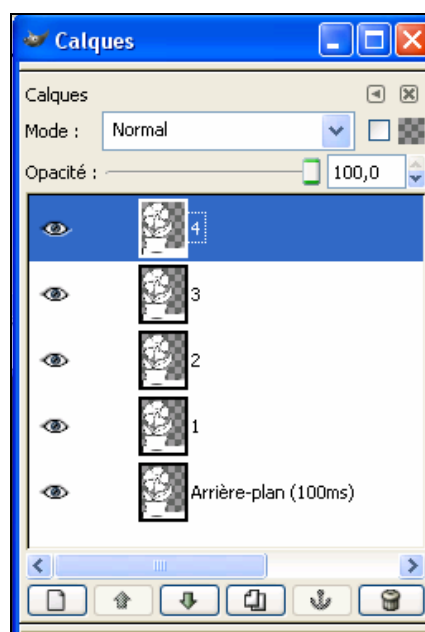 Calques
Calques
Mode : Normal
Opacité : 100,0
4
3
2
1
Arrière-plan (100ms)